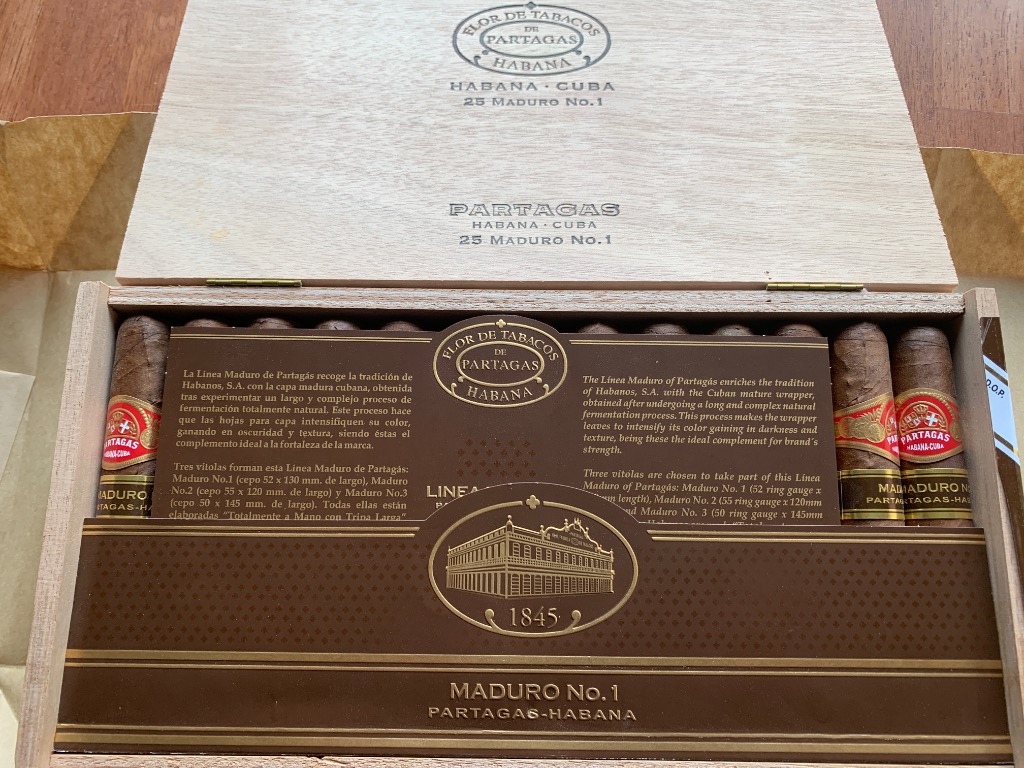 FLOR DE TABACOS
DE
PARTAGAS
HABANA
HABANA · CUBA
25 MADURO No.1
PARTAGAS
HABANA · CUBA
25 MADURO No.1
FLOR DE TABACOS
DE
PARTAGAS
HABANA
La Línea Maduro de Partagás recoge la tradición de
Habanos, S.A. con la capa madura cubana, obtenida
tras experimentar un largo y complejo proceso de
fermentación totalmente natural. Este proceso hace
que las hojas para capa intensifiquen su color,
ganando en oscuridad y textura, siendo éstas el
complemento ideal a la fortaleza de la marca.
Tres vitolas forman esta Línea Maduro de Partagás:
Maduro No.1 (cepo 52 x 130 mm. de largo), Maduro
No.2 (cepo 55 x 120 mm. de largo) y Maduro No.3
(cepo 50 x 145 mm. de largo). Todas ellas están
elaboradas "Totalmente a Mano con Tripa Larga"
The Línea Maduro of Partagás enriches the tradition
of Habanos, S.A. with the Cuban mature wrapper,
obtained after undergoing a long and complex natural
fermentation process. This process makes the wrapper
leaves to intensify its color gaining in darkness and
texture, being these the ideal complement for brand´s
strength.
Three vitolas are chosen to take part of this Línea
Maduro of Partagás: Maduro No. 1 (52 ring gauge x
mm length), Maduro No. 2 (55 ring gauge x 120mm
Maduro No. 3 (50 ring gauge x 145mm
LINEA
PARTAGAS
HABANA-CUBA
MADURO
PARTAGAS
HABANA-CUBA
MADURO No
PARTAGAS-HAB
O.P.
1845
MADURO No.1
PARTAGAS-HABANA